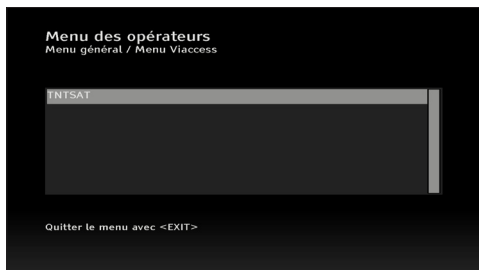 Menu des opérateurs
Menu général / Menu Viaccess
TNTSAT
Quitter le menu avec <EXIT>